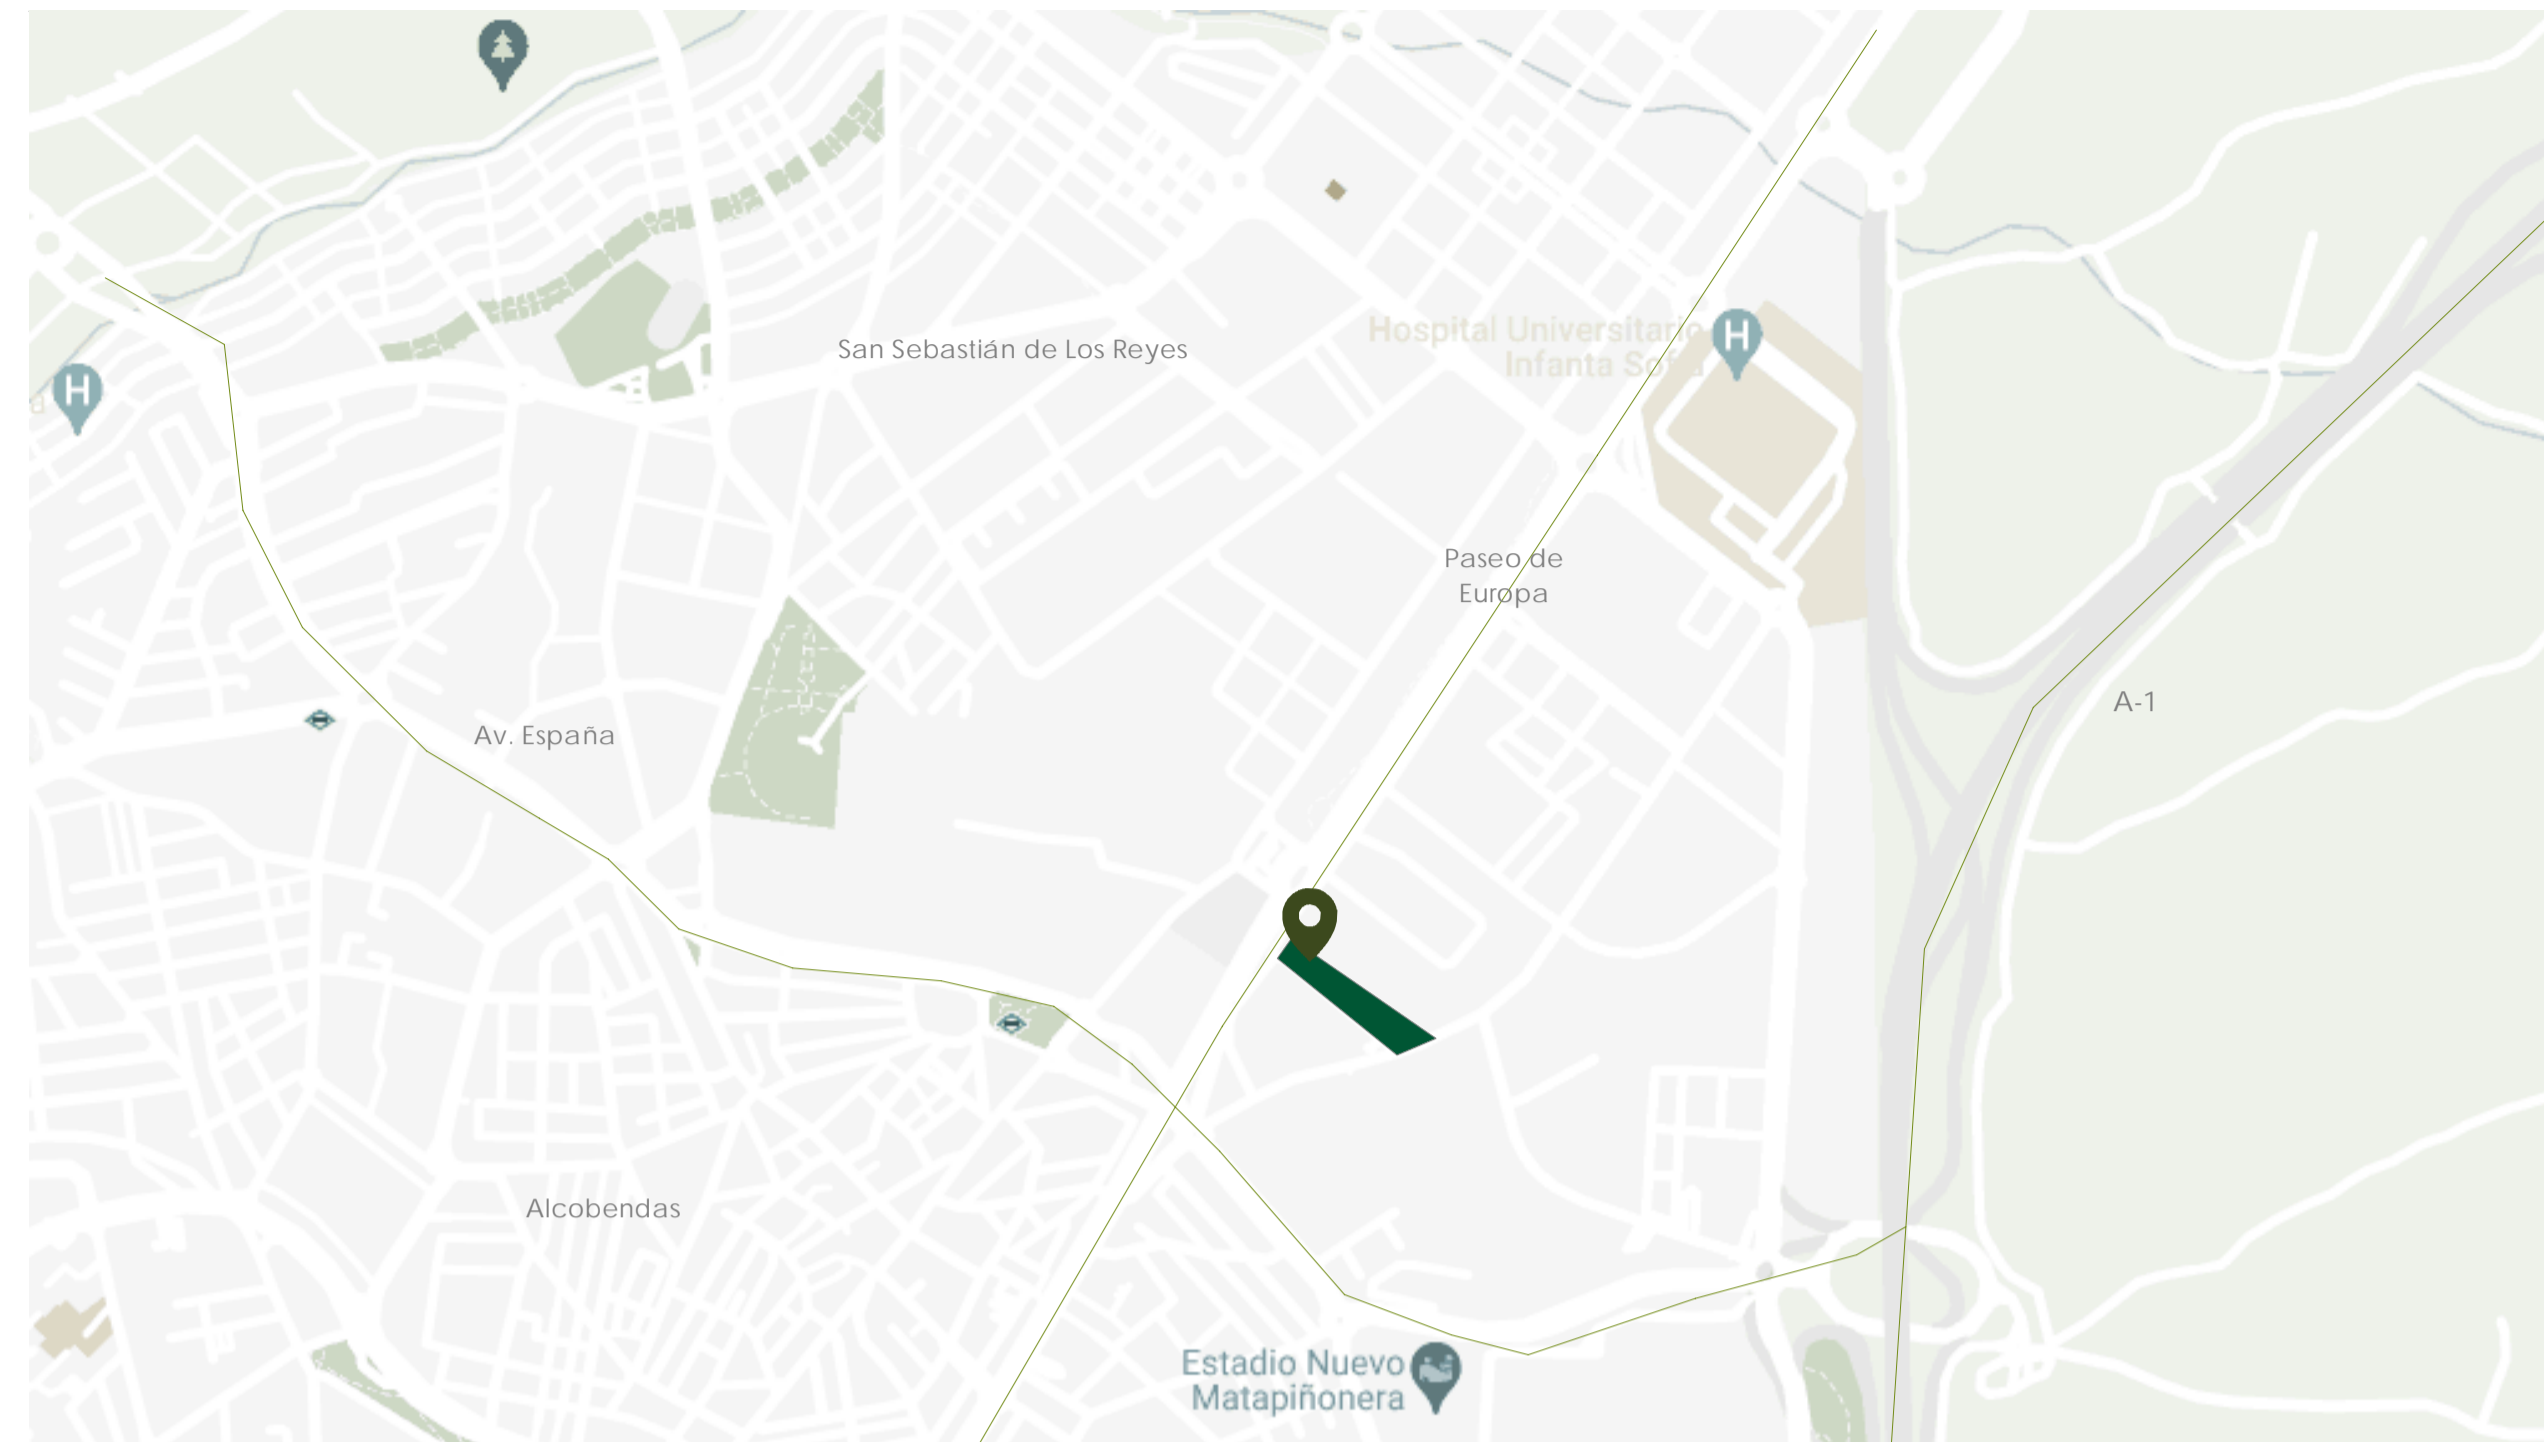 San Sebastián de Los Reyes
Hospital Universitario
Infanta Sofía
H
H
a
Paseo de
Europa
A-1
Av. España
Alcobendas
Estadio Nuevo
Matapiñonera